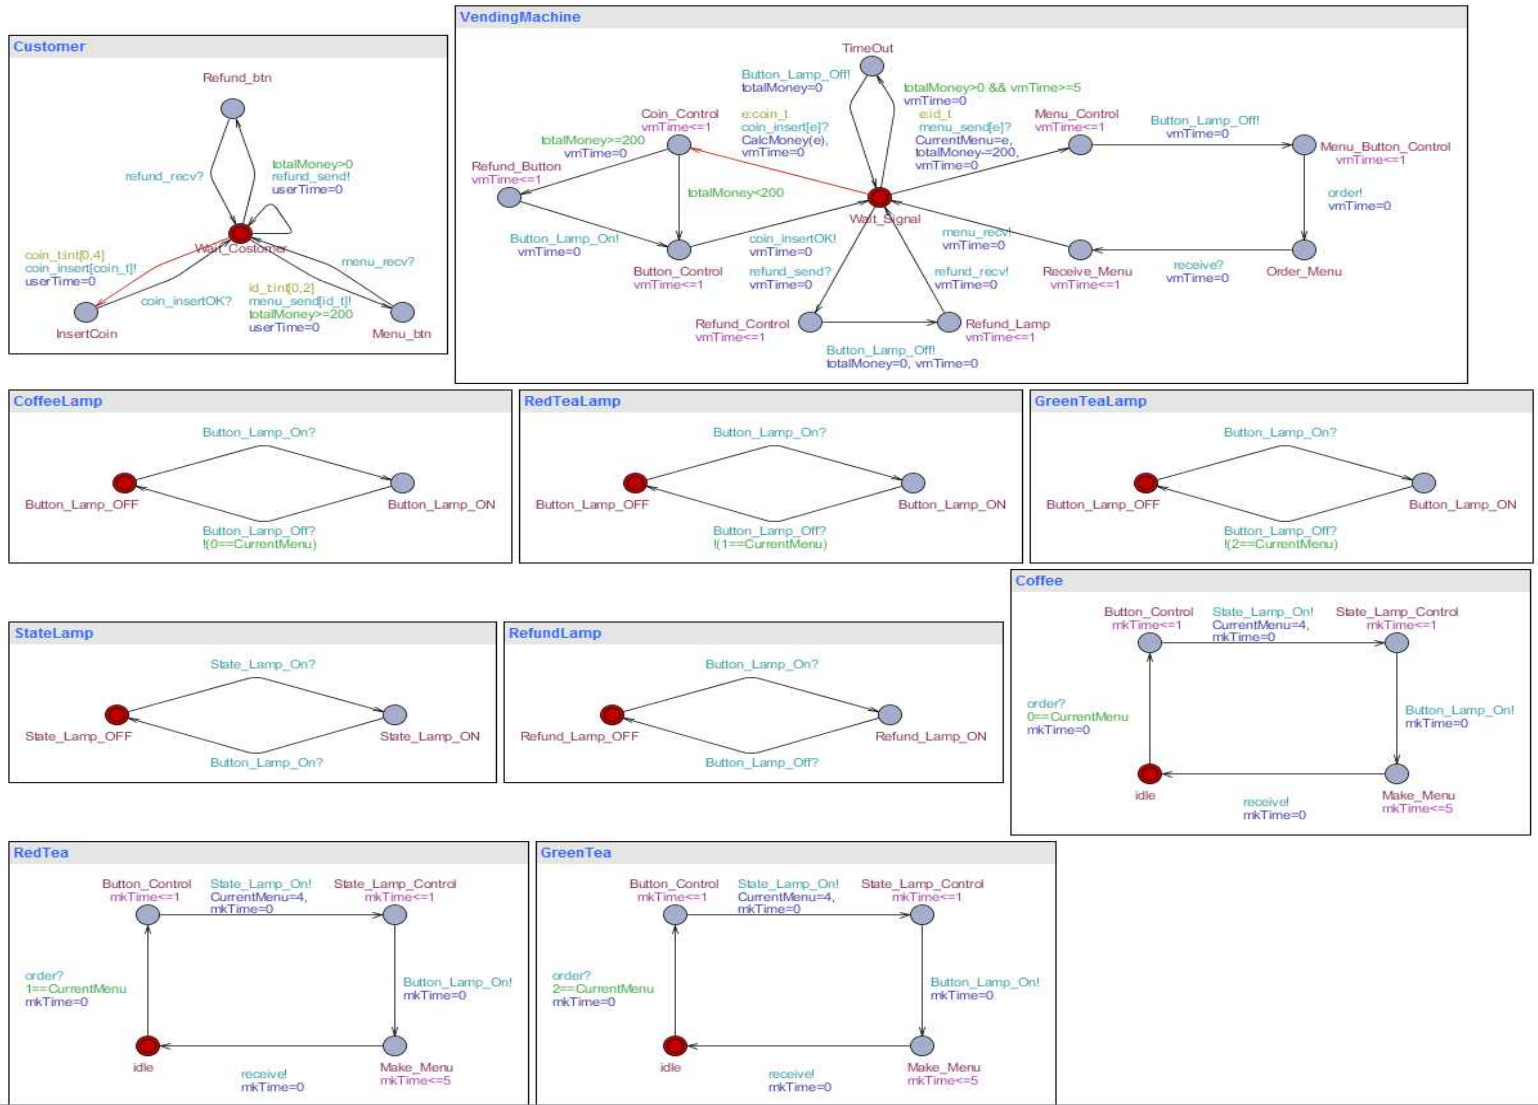 Customer
Refund_btn
totalMoney>0
refund_send!
userTime=0
refund_recv?
Wait_Costomer
coin_t:int[0,4]
coin_insert[coin_t]!
userTime=0
coin_insertOK?
id_t:int[0,2]
menu_send[id_t]!
totalMoney>=200
userTime=0
menu_recv?
InsertCoin
Menu_btn
VendingMachine
TimeOut
Button_Lamp_Off!
totalMoney=0
totalMoney>0 && vmTime>=5
vmTime=0
Coin_Control
vmTime<=1
e:coin_t
coin_insert[e]?
CalcMoney(e),
vmTime=0
e:id_t
menu_send[e]?
CurrentMenu=e,
totalMoney-=200,
vmTime=0
Menu_Control
vmTime<=1
Button_Lamp_Off!
vmTime=0
Menu_Button_Control
vmTime<=1
totalMoney>=200
vmTime=0
Refund_Button
vmTime<=1
totalMoney<200
order!
vmTime=0
Wait_Signal
Button_Lamp_On!
vmTime=0
coin_insertOK!
vmTime=0
menu_recv!
vmTime=0
Button_Control
vmTime<=1
refund_send?
vmTime=0
refund_recv!
vmTime=0
Receive_Menu
vmTime<=1
receive?
vmTime=0
Order_Menu
Refund_Control
vmTime<=1
Refund_Lamp
vmTime<=1
Button_Lamp_Off!
totalMoney=0, vmTime=0
CoffeeLamp
Button_Lamp_On?
Button_Lamp_OFF
Button_Lamp_ON
Button_Lamp_Off?
!(0==CurrentMenu)
RedTeaLamp
Button_Lamp_On?
Button_Lamp_OFF
Button_Lamp_ON
Button_Lamp_Off?
!(1==CurrentMenu)
GreenTeaLamp
Button_Lamp_On?
Button_Lamp_OFF
Button_Lamp_ON
Button_Lamp_Off?
!(2==CurrentMenu)
StateLamp
State_Lamp_On?
State_Lamp_OFF
State_Lamp_ON
Button_Lamp_On?
RefundLamp
Button_Lamp_On?
Refund_Lamp_OFF
Refund_Lamp_ON
Button_Lamp_Off?
Coffee
Button_Control
mkTime<=1
State_Lamp_On!
CurrentMenu=4,
mkTime=0
State_Lamp_Control
mkTime<=1
order?
0==CurrentMenu
mkTime=0
Button_Lamp_On!
mkTime=0
idle
receive!
mkTime=0
Make_Menu
mkTime<=5
RedTea
Button_Control
mkTime<=1
State_Lamp_On!
CurrentMenu=4,
mkTime=0
State_Lamp_Control
mkTime<=1
order?
1==CurrentMenu
mkTime=0
Button_Lamp_On!
mkTime=0
idle
receive!
mkTime=0
Make_Menu
mkTime<=5
GreenTea
Button_Control
mkTime<=1
State_Lamp_On!
CurrentMenu=4,
mkTime=0
State_Lamp_Control
mkTime<=1
order?
2==CurrentMenu
mkTime=0
Button_Lamp_On!
mkTime=0
idle
receive!
mkTime=0
Make_Menu
mkTime<=5